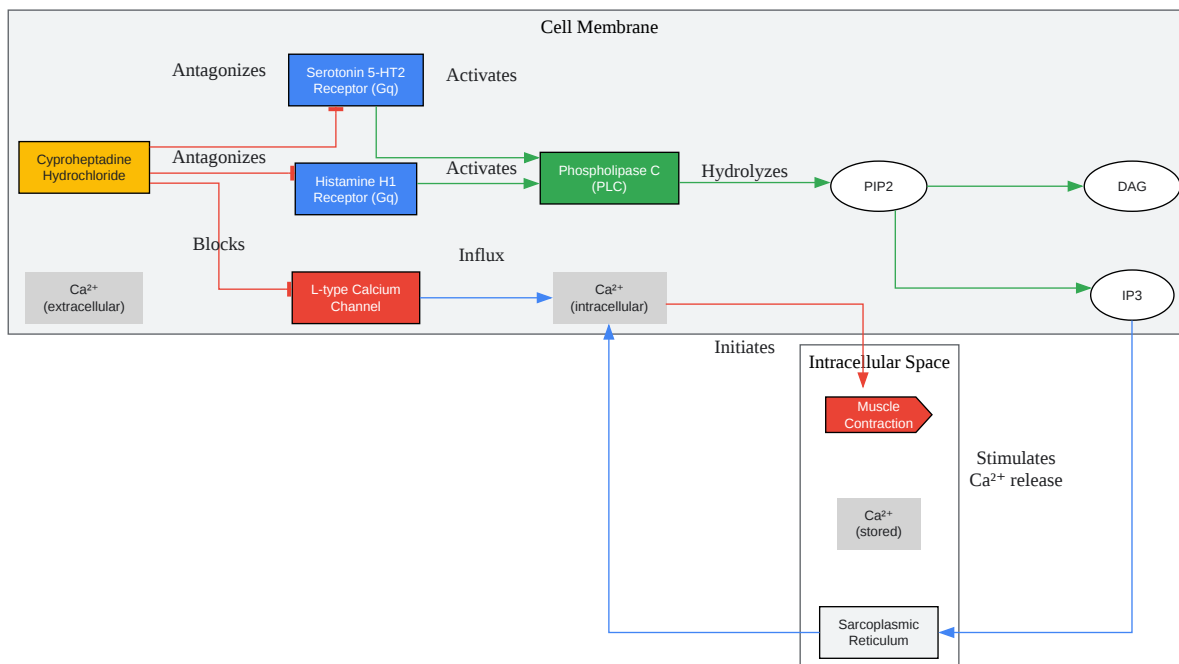 Cell Membrane
Antagonizes
Serotonin 5-HT2
Receptor (Gq)
Activates
Cyproheptadine
Hydrochloride
Antagonizes
Histamine H1
Receptor (Gq)
Activates
Phospholipase C
(PLC)
Hydrolyzes
PIP2
DAG
Blocks
Influx
Ca²⁺
(extracellular)
L-type Calcium
Channel
Ca²⁺
(intracellular)
IP3
Initiates
Intracellular Space
Muscle
Contraction
Stimulates
Ca²⁺ release
Ca²⁺
(stored)
Sarcoplasmic
Reticulum